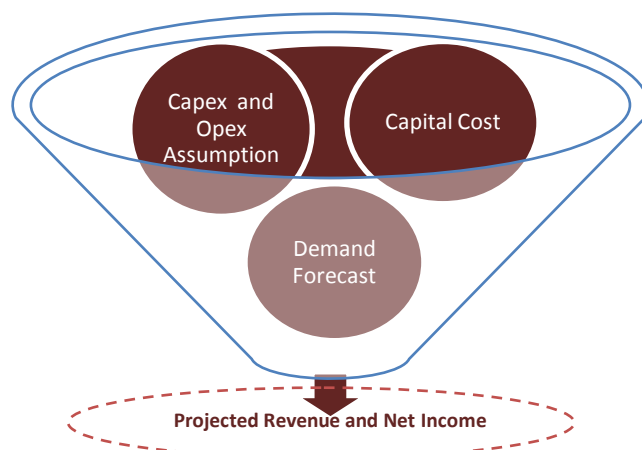 Capex and
Opex
Assumption
Capital Cost
Demand
Forecast
Projected Revenue and Net Income